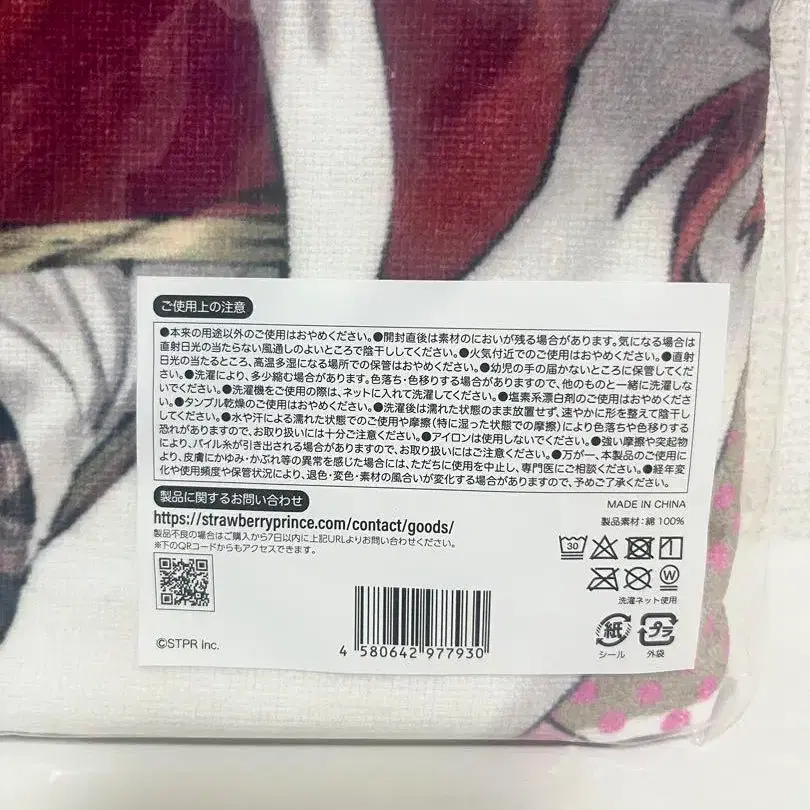 ご使用上の注意
●本来の用途以外のご使用はおやめください。●開封直後は素材のにおいが残る場合があります。気になる場合は
直射日光の当たらない風通しのよいところで陰干ししてください。●火気付近でのご使用はおやめください。●直射
日光の当たるところ、高温多湿になる場所での保管はおやめください。●幼児の手の届かないところに保管してくだ
さい。●洗濯により、多少縮む場合があります。色落ち・色移りする場合がありますので、他のものと一緒に洗濯しな
いでください。●洗濯機をご使用の際は、ネットに入れて洗濯してください。●塩素系漂白剤のご使用はおやめくださ
い。●タンブル乾燥のご使用はおやめください。●洗濯後は濡れた状態のまま放置せず、速やかに形を整えて陰干し
してください。●水や汗による濡れた状態でのご使用や摩擦(特に湿った状態での摩擦)により色落ちや色移りする
恐れがありますので、お取り扱いには十分ご注意ください。●アイロンは使用しないでください。●強い摩擦や突起物
により、パイル糸が引き出される場合がありますので、お取り扱いにはご注意ください。●万が一、本製品のご使用に
より、皮膚にかゆみ・かぶれ等の異常を感じた場合には、ただちに使用を中止し、専門医にご相談ください。●経年変
化や使用頻度や保管状況により、退色・変色・素材の風合いが変化する場合がありますので、予めご了承ください。
製品に関するお問い合わせ
https://strawberryprince.com/contact/goods/
製品不良の場合はご購入から7日以内に上記URLよりお問い合わせください。
※下のQRコードからもアクセスできます。
MADE IN CHINA
製品素材：綿 100%
30
W
洗濯ネット使用
紙
シール
プラ
外袋
©STPR Inc.
4 580642 977930